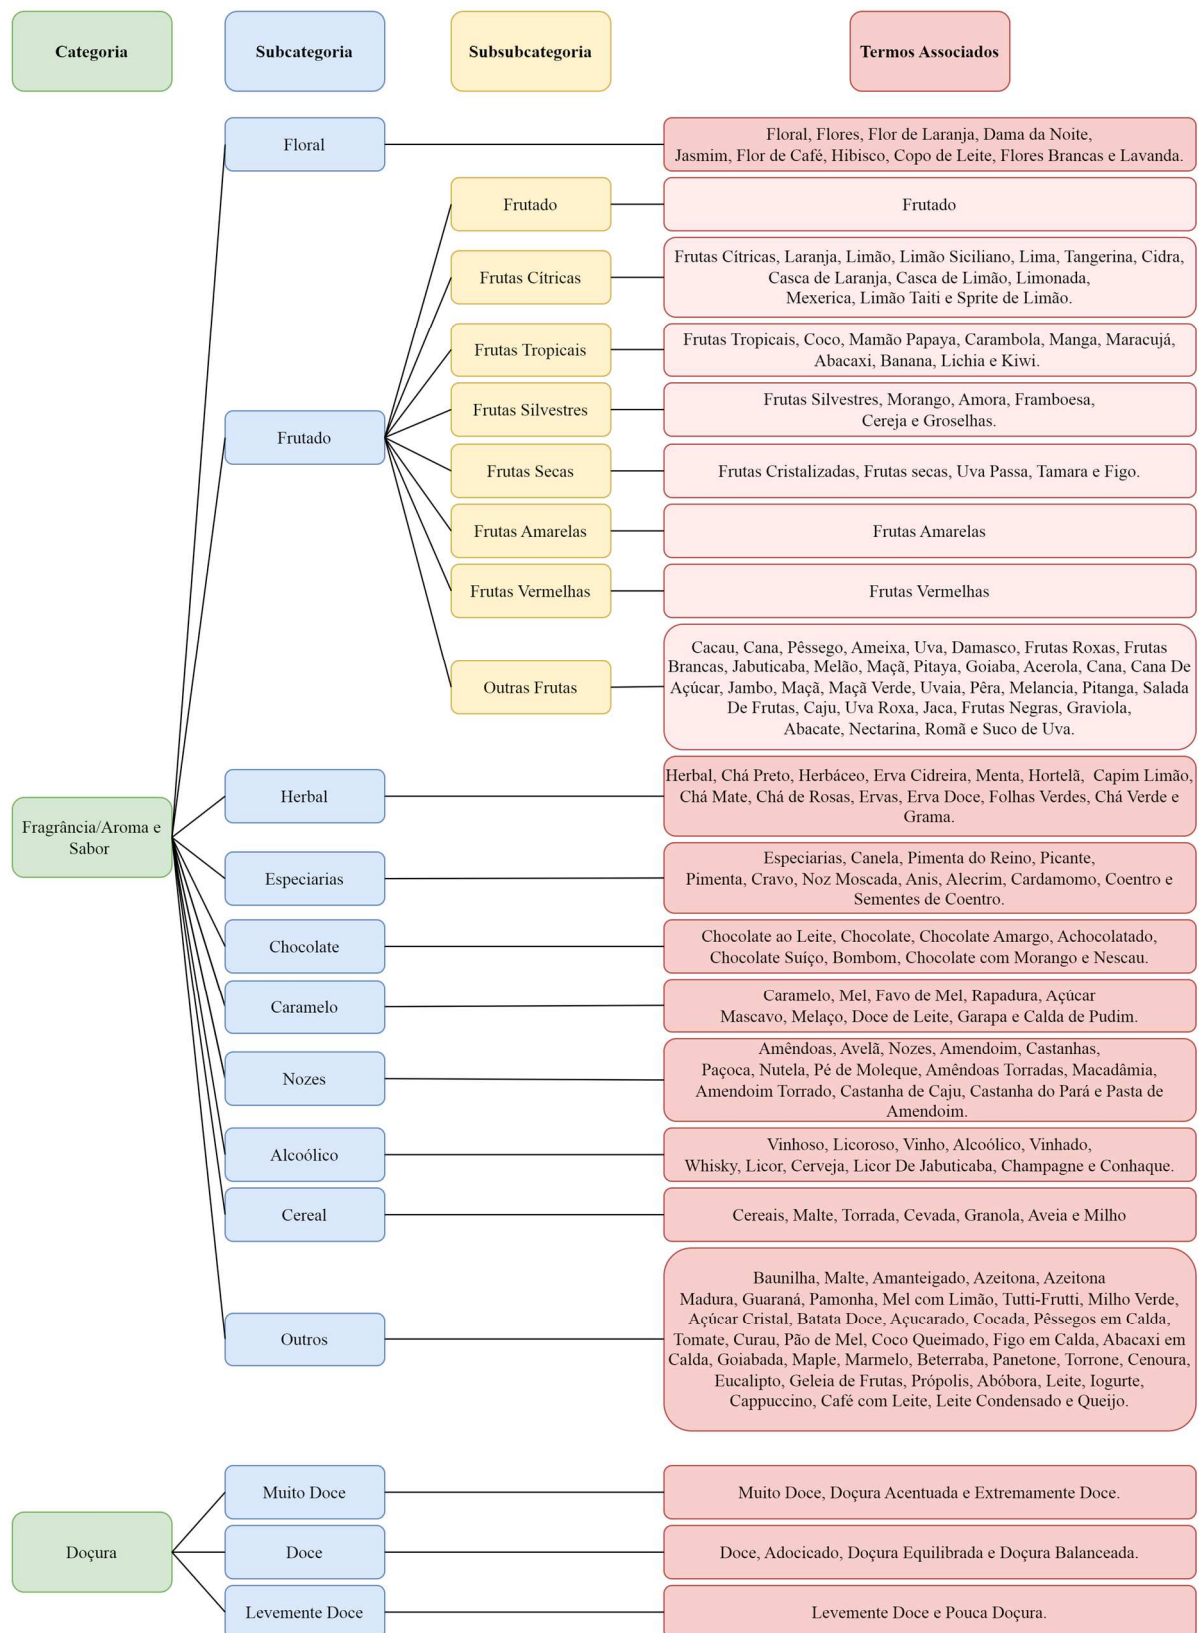 Categoria
Subcategoria
Subsubcategoria
Termos Associados
Floral
Floral, Flores, Flor de Laranja, Dama da Noite,
Jasmim, Flor de Café, Hibisco, Copo de Leite, Flores Brancas e Lavanda.
Frutado
Frutado
Frutado
Frutas Cítricas
Frutas Cítricas, Laranja, Limão, Limão Siciliano, Lima, Tangerina, Cidra,
Casca de Laranja, Casca de Limão, Limonada,
Mexerica, Limão Taiti e Sprite de Limão.
Frutas Tropicais
Frutas Tropicais, Coco, Mamão Papaya, Carambola, Manga, Maracujá,
Abacaxi, Banana, Lichia e Kiwi.
Frutas Silvestres
Frutas Silvestres, Morango, Amora, Framboesa,
Cereja e Groselhas.
Frutas Secas
Frutas Cristalizadas, Frutas secas, Uva Passa, Tamara e Figo.
Frutas Amarelas
Frutas Amarelas
Frutas Vermelhas
Frutas Vermelhas
Outras Frutas
Cacau, Cana, Pêssego, Ameixa, Uva, Damasco, Frutas Roxas, Frutas
Brancas, Jabuticaba, Melão, Maçã, Pitaya, Goiaba, Acerola, Cana, Cana De
Açúcar, Jambo, Maçã, Maçã Verde, Uvaia, Pêra, Melancia, Pitanga, Salada
De Frutas, Caju, Uva Roxa, Jaca, Frutas Negras, Graviola,
Abacate, Nectarina, Romã e Suco de Uva.
Fragrância/Aroma e
Sabor
Herbal
Herbal, Chá Preto, Herbáceo, Erva Cidreira, Menta, Hortelã, Capim Limão,
Chá Mate, Chá de Rosas, Ervas, Erva Doce, Folhas Verdes, Chá Verde e
Grama.
Especiarias
Especiarias, Canela, Pimenta do Reino, Picante,
Pimenta, Cravo, Noz Moscada, Anis, Alecrim, Cardamomo, Coentro e
Sementes de Coentro.
Chocolate
Chocolate ao Leite, Chocolate, Chocolate Amargo, Achocolatado,
Chocolate Suíço, Bombom, Chocolate com Morango e Nescau.
Caramelo
Caramelo, Mel, Favo de Mel, Rapadura, Açúcar
Mascavo, Melaço, Doce de Leite, Garapa e Calda de Pudim.
Nozes
Amêndoas, Avelã, Nozes, Amendoim, Castanhas,
Paçoca, Nutela, Pé de Moleque, Amêndoas Torradas, Macadâmia,
Amendoim Torrado, Castanha de Caju, Castanha do Pará e Pasta de
Amendoim.
Alcoólico
Vinhoso, Licoroso, Vinho, Alcoólico, Vinhado,
Whisky, Licor, Cerveja, Licor De Jabuticaba, Champagne e Conhaque.
Cereal
Cereais, Malte, Torrada, Cevada, Granola, Aveia e Milho
Outros
Baunilha, Malte, Amanteigado, Azeitona, Azeitona
Madura, Guaraná, Pamonha, Mel com Limão, Tutti-Frutti, Milho Verde,
Açúcar Cristal, Batata Doce, Açucarado, Cocada, Pêssegos em Calda,
Tomate, Curau, Pão de Mel, Coco Queimado, Figo em Calda, Abacaxi em
Calda, Goiabada, Maple, Marmelo, Beterraba, Panetone, Torrone, Cenoura,
Eucalipto, Geleia de Frutas, Própolis, Abóbora, Leite, Iogurte,
Cappuccino, Café com Leite, Leite Condensado e Queijo.
Doçura
Muito Doce
Muito Doce, Doçura Acentuada e Extremamente Doce.
Doce
Doce, Adocicado, Doçura Equilibrada e Doçura Balanceada.
Levemente Doce
Levemente Doce e Pouca Doçura.